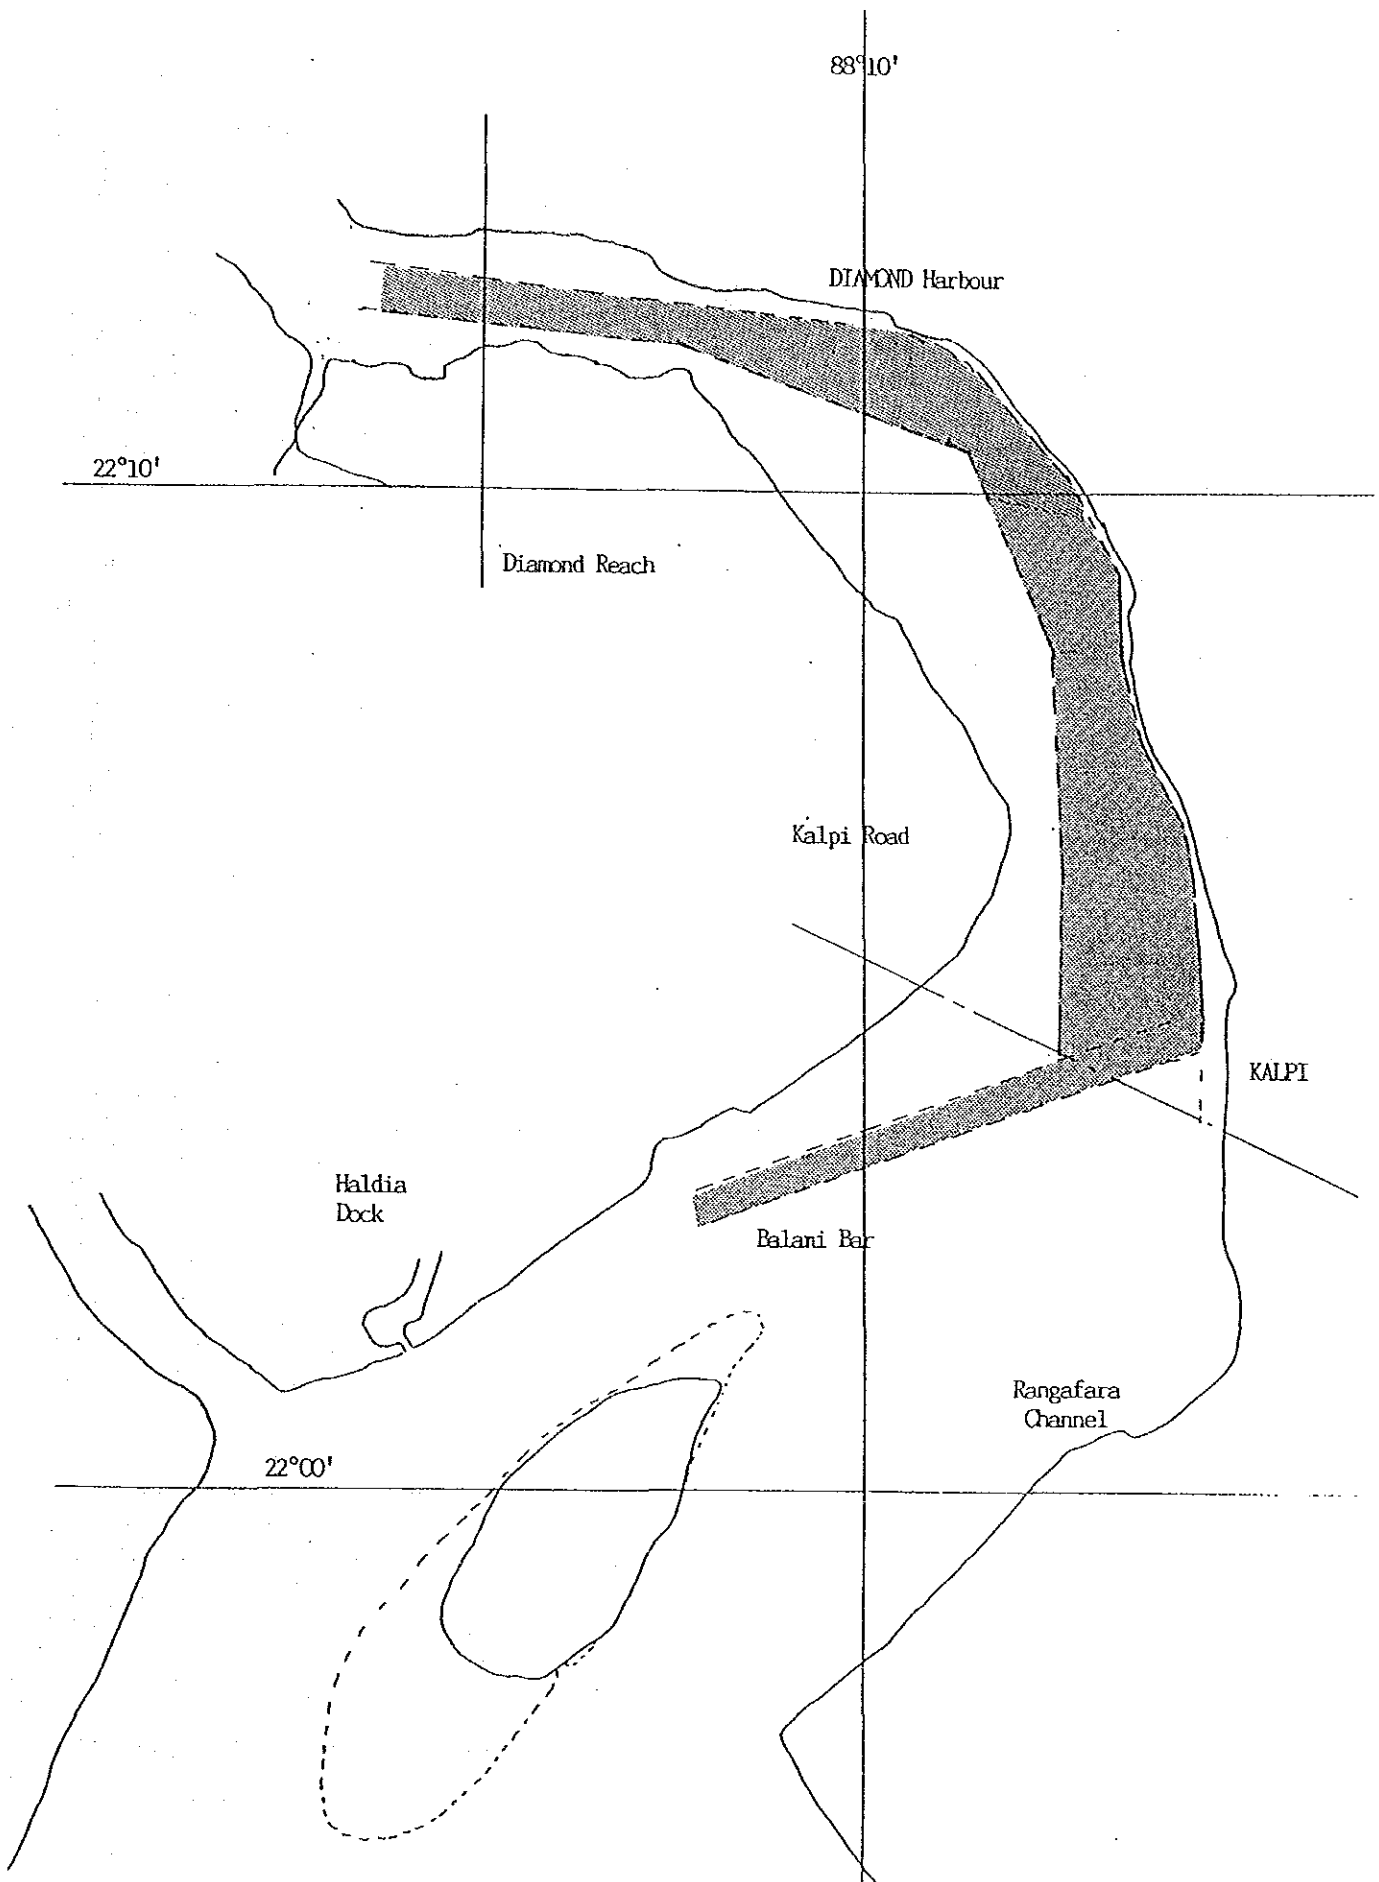 88°10'
DIAMOND Harbour
22°10'
Diamond Reach
Kalpi Road
KALPI
Haldia
Dock
Balari Bar
Rangafara
Channel
22°00'